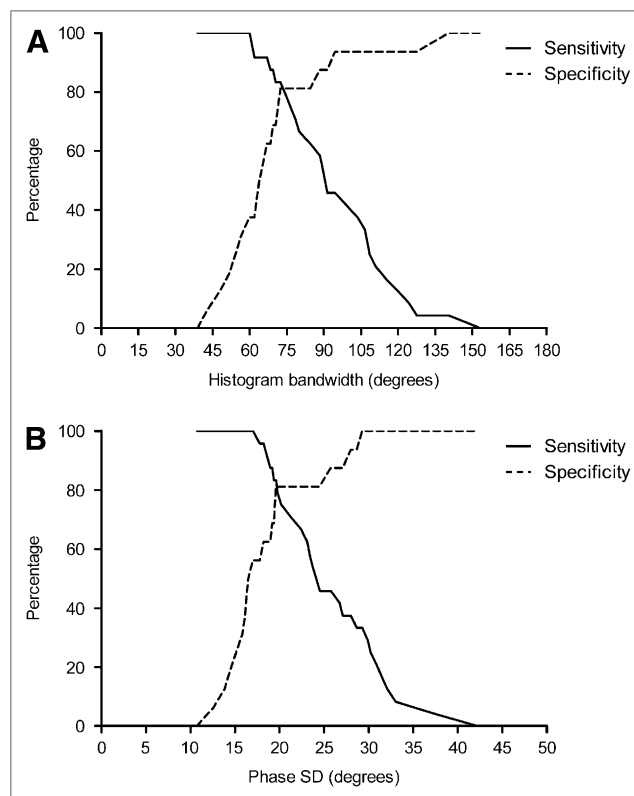 A
100
80
60
40
20
0
Percentage
Sensitivity
Specificity
0 15 30 45 60 75 90 105 120 135 150 165 180
Histogram bandwidth (degrees)
B
100
80
60
40
20
0
Percentage
Sensitivity
Specificity
0 5 10 15 20 25 30 35 40 45 50
Phase SD (degrees)